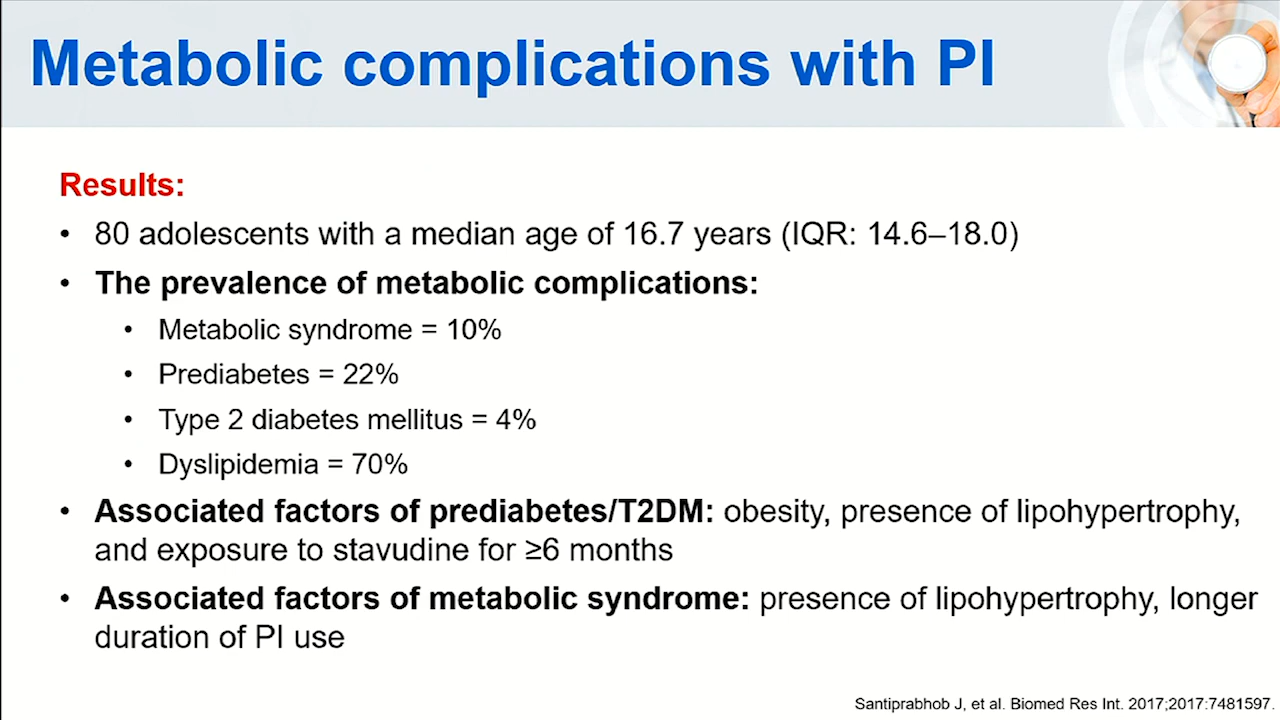 Metabolic complications with PI
Results:
• 80 adolescents with a median age of 16.7 years (IQR: 14.6–18.0)
• The prevalence of metabolic complications:
• Metabolic syndrome = 10%
• Prediabetes = 22%
• Type 2 diabetes mellitus = 4%
• Dyslipidemia = 70%
• Associated factors of prediabetes/T2DM: obesity, presence of lipohypertrophy,
and exposure to stavudine for ≥6 months
• Associated factors of metabolic syndrome: presence of lipohypertrophy, longer
duration of PI use
Santiprabhob J, et al. Biomed Res Int. 2017;2017:7481597.